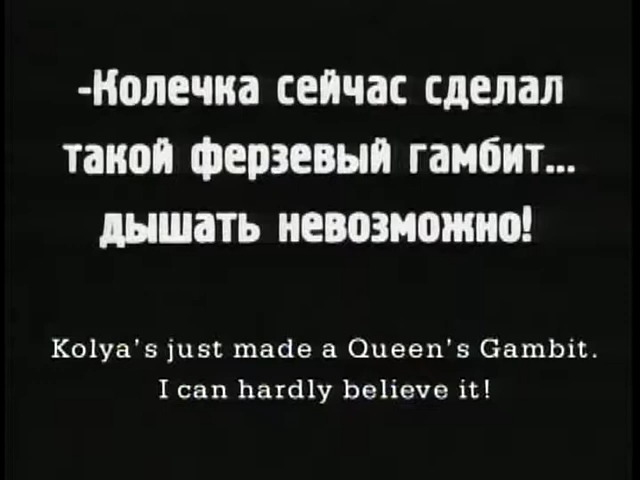 -Колечка сейчас сделал
такой ферзевый гамбит...
дышать невозможно!
Kolya's just made a Queen's Gambit.
I can hardly believe it!